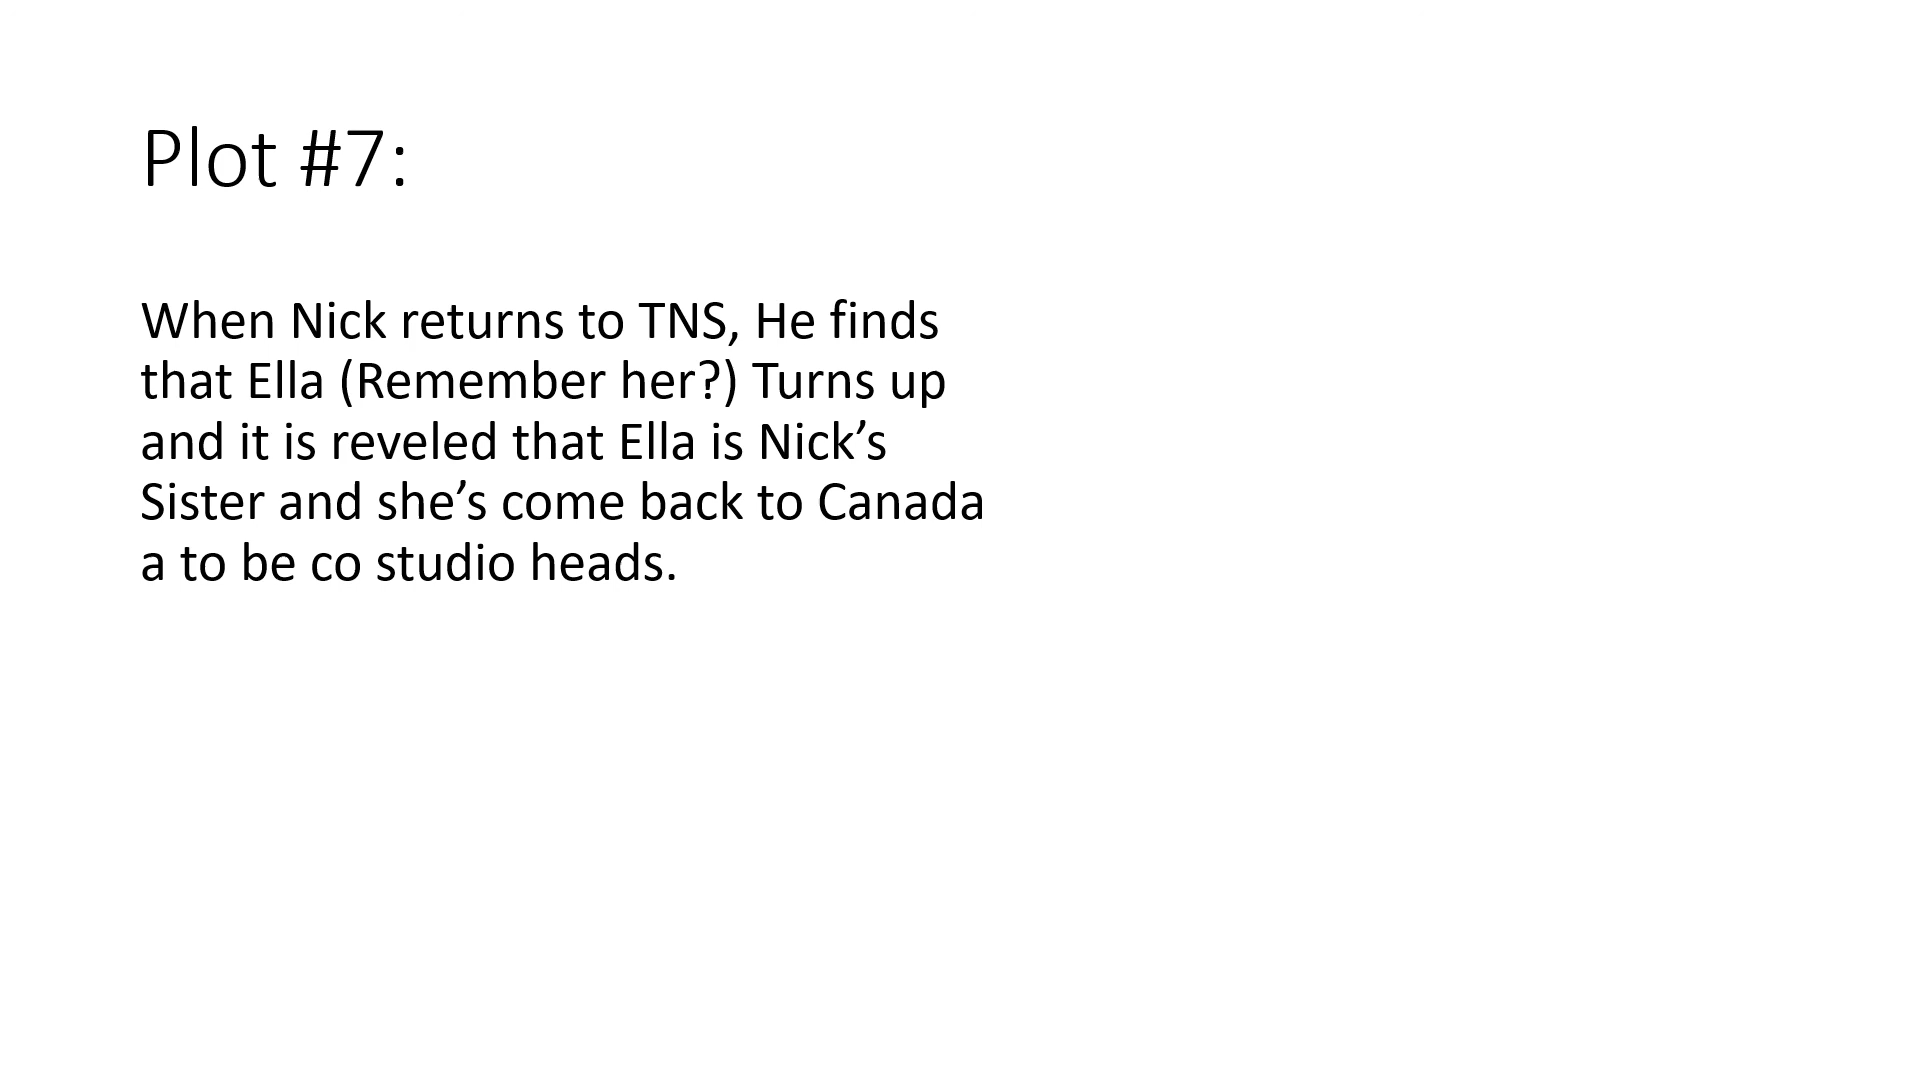 Plot #7:
When Nick returns to TNS, He finds
that Ella (Remember her?) Turns up
and it is reveled that Ella is Nick’s
Sister and she’s come back to Canada
a to be co studio heads.